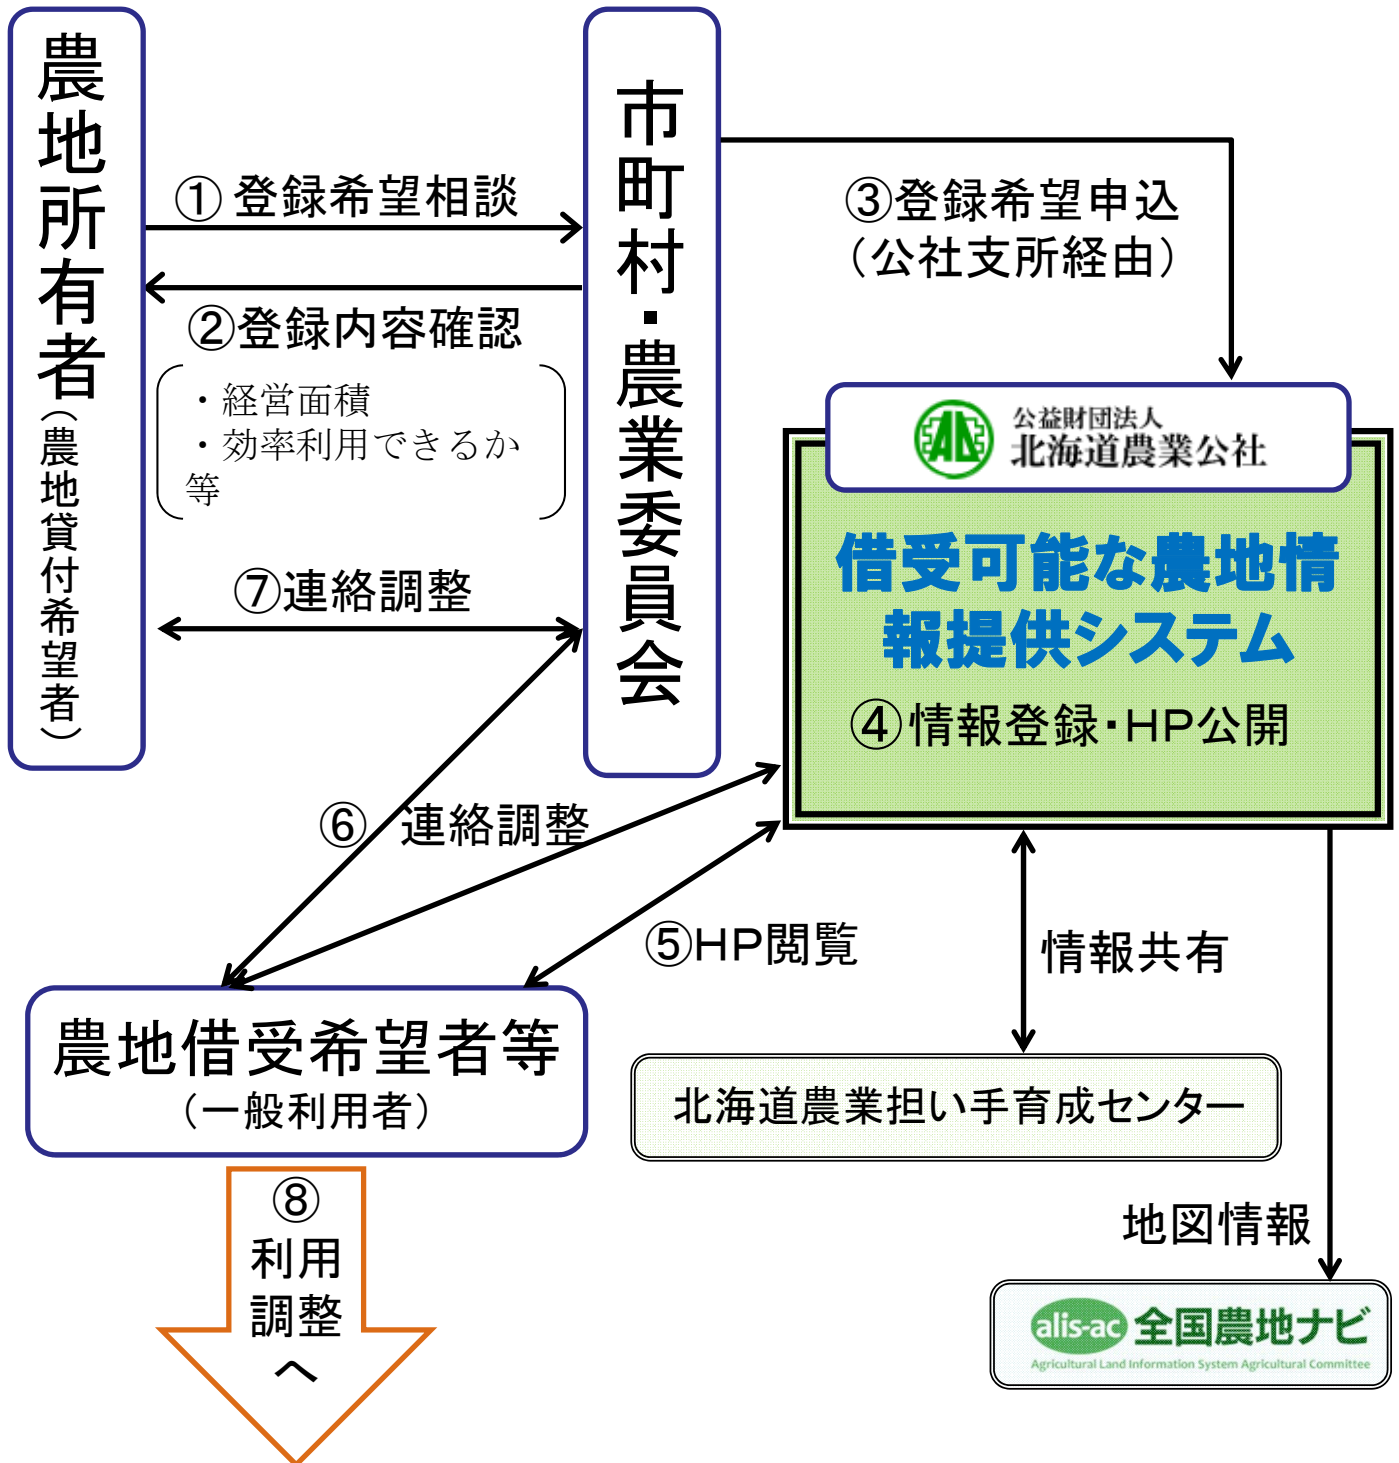 農地所有者（農地貸付希望者）
市町村・農業委員会
①登録希望相談
②登録内容確認
・経営面積
・効率利用できるか
等
③登録希望申込
（公社支所経由）
公益財団法人
北海道農業公社
借受可能な農地情
報提供システム
④情報登録・HP公開
⑦連絡調整
⑥ 連絡調整
⑤HP閲覧
情報共有
農地借受希望者等
（一般利用者）
北海道農業担い手育成センター
⑧
利用
調整
へ
地図情報
alis-ac 全国農地ナビ
Agricultural Land Information System Agricultural Committee